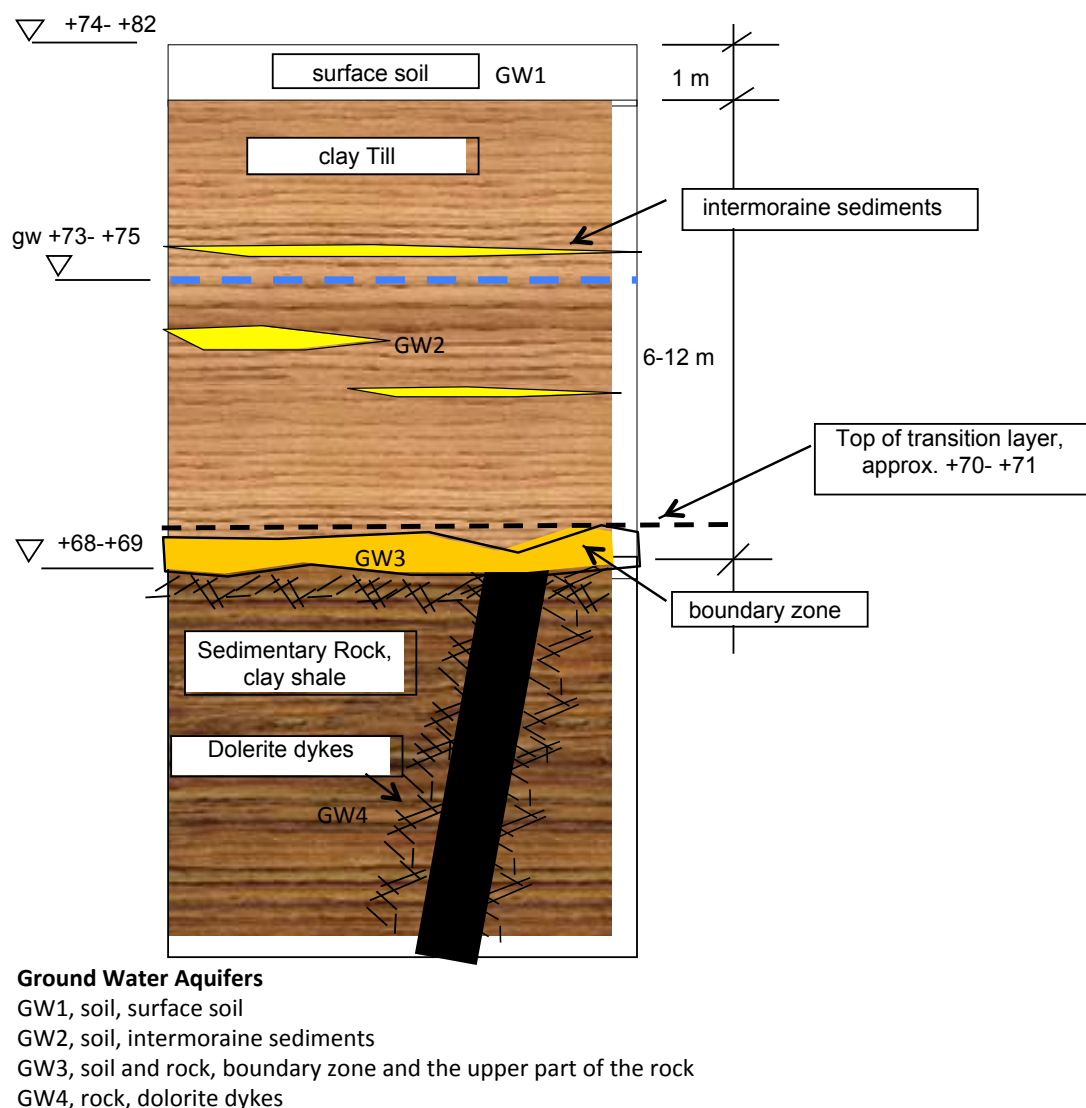 +74- +82
surface soil
GW1
1 m
clay Till
intermoraine sediments
gw +73- +75
GW2
6-12 m
Top of transition layer,
approx. +70- +71
+68-+69
GW3
boundary zone
Sedimentary Rock,
clay shale
Dolerite dykes
GW4
Ground Water Aquifers
GW1, soil, surface soil
GW2, soil, intermoraine sediments
GW3, soil and rock, boundary zone and the upper part of the rock
GW4, rock, dolorite dykes